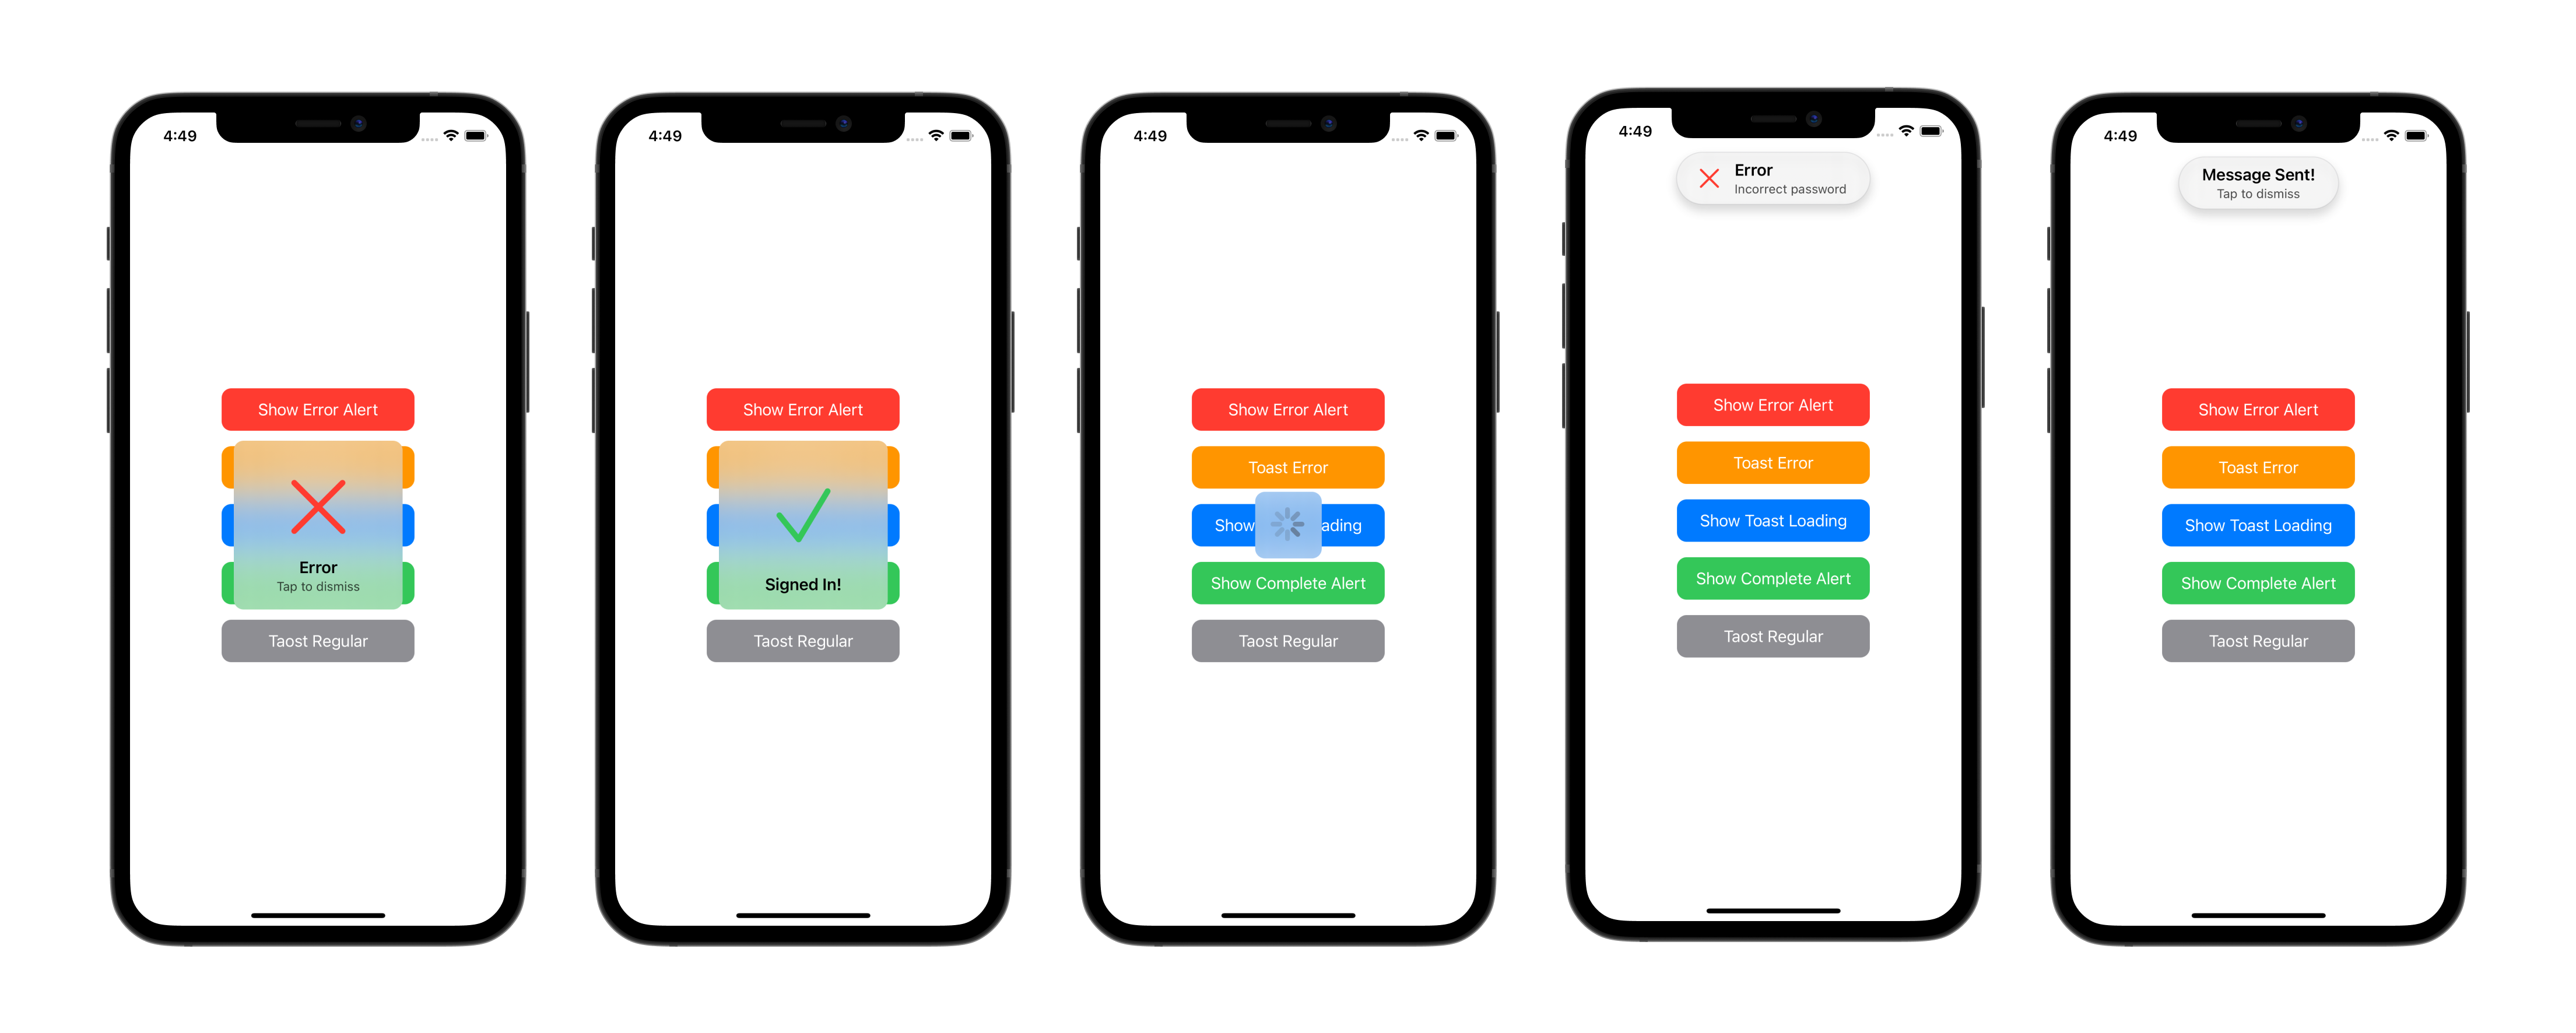 4:49
Show Error Alert
Error
Tap to dismiss
Taost Regular
4:49
Show Error Alert
Signed In!
Taost Regular
4:49
Show Error Alert
Toast Error
Show ading
Show Complete Alert
Taost Regular
4:49
Error
Incorrect password
Show Error Alert
Toast Error
Show Toast Loading
Show Complete Alert
Taost Regular
4:49
Message Sent!
Tap to dismiss
Show Error Alert
Toast Error
Show Toast Loading
Show Complete Alert
Taost Regular